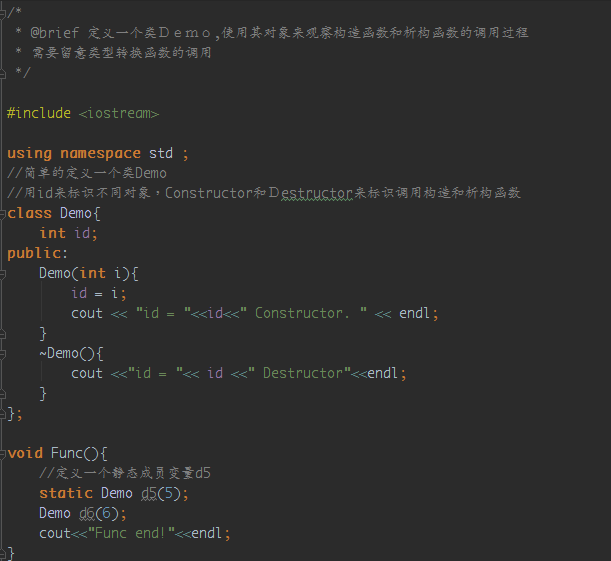 /*
 * @brief 定义一个类Ｄｅｍｏ,使用其对象来观察构造函数和析构函数的调用过程
 * 需要留意类型转换函数的调用
 */
#include <iostream>
using namespace std ;
//简单的定义一个类Demo
//用id来标识不同对象，Constructor和Ｄestructor来标识调用构造和析构函数
class Demo{
    int id;
public:
    Demo(int i){
        id = i;
        cout << "id = "<<id<<" Constructor. " << endl;
    }
    ~Demo(){
        cout <<"id = "<< id <<" Destructor"<<endl;
    }
};
void Func(){
    //定义一个静态成员变量d5
    static Demo d5(5);
    Demo d6(6);
    cout<<"Func end!"<<endl;
}